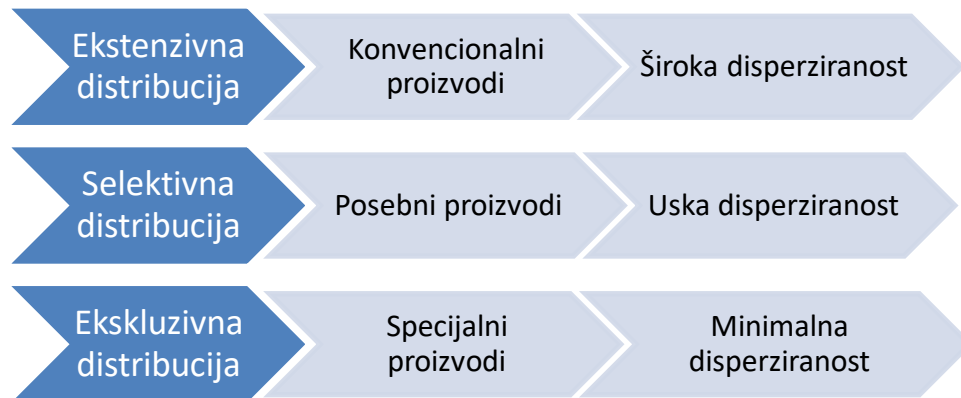 Ekstenzivna
distribucija
Konvencionalni
proizvodi
Široka disperziranost
Selektivna
distribucija
Posebni proizvodi
Uska disperziranost
Ekskluzivna
distribucija
Specijalni
proizvodi
Minimalna
disperziranost